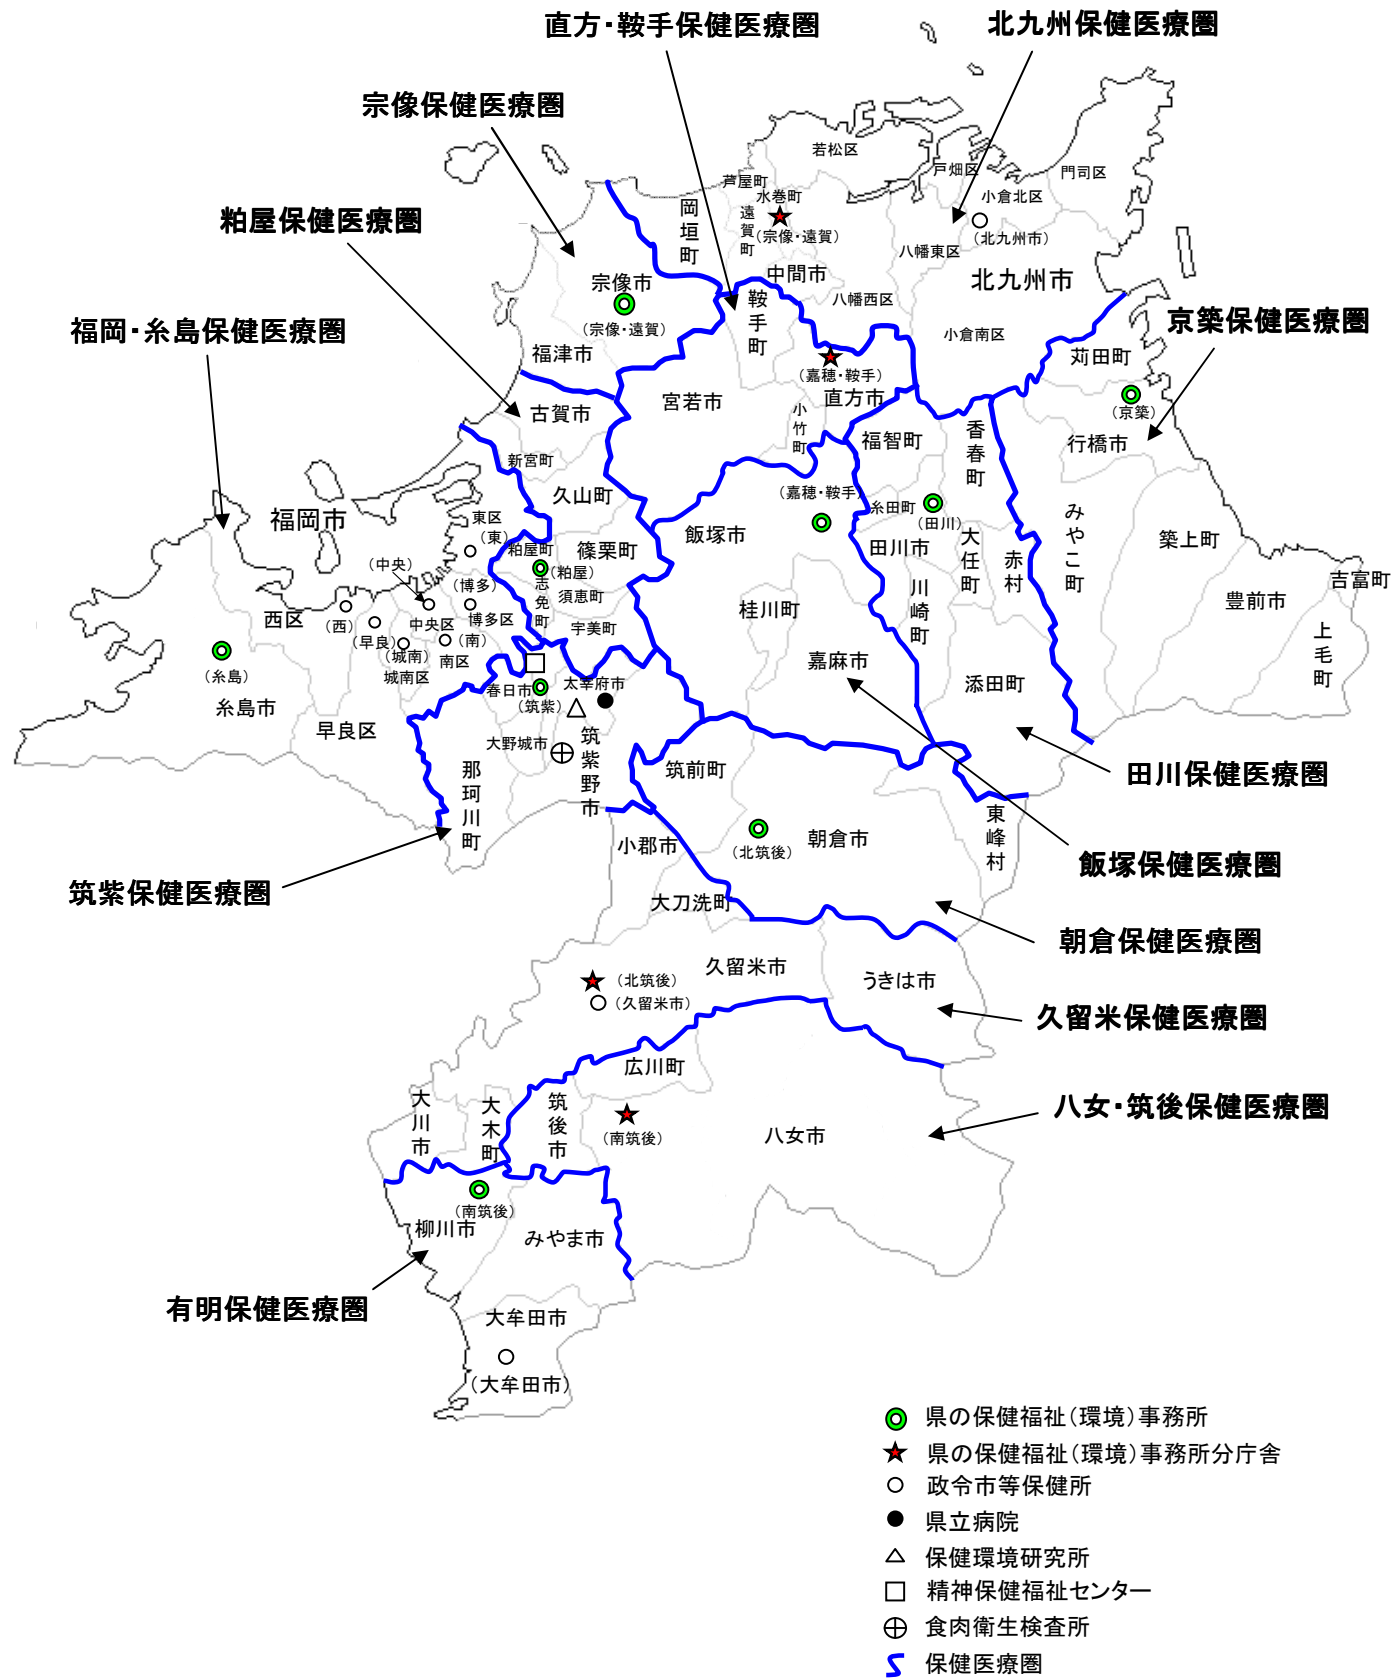 直方・鞍手保健医療圏
北九州保健医療圏
宗像保健医療圏
粕屋保健医療圏
福岡・糸島保健医療圏
京築保健医療圏
若松区
戸畑区
門司区
芦屋町
水巻町
小倉北区
岡垣町
遠賀町
(宗像・遠賀)
(北九州市)
八幡東区
中間市
北九州市
宗像市
鞍手町
八幡西区
(宗像・遠賀)
小倉南区
福津市
苅田町
(嘉穂・鞍手)
直方市
宮若市
小竹町
(京築)
古賀市
福智町
香春町
行橋市
新宮町
久山町
(嘉穂・鞍手)
糸田町
(田川)
みやこ町
福岡市
東区
(東)
飯塚市
粕屋町
篠栗町
田川市
大任町
赤村
築上町
(中央)
(粕屋)
志免町
須恵町
(博多)
吉富町
桂川町
川崎町
豊前市
西区
(西)
中央区
博多区
宇美町
(早良)
(南)
(城南)
南区
城南区
上毛町
嘉麻市
(糸島)
糸島市
春日市
(筑紫)
太宰府市
添田町
早良区
大野城市
筑紫野市
那珂川町
筑前町
田川保健医療圏
東峰村
小郡市
(北筑後)
朝倉市
飯塚保健医療圏
筑紫保健医療圏
大刀洗町
朝倉保健医療圏
久留米市
(北筑後)
(久留米市)
うきは市
久留米保健医療圏
広川町
大川市
大木町
筑後市
八女・筑後保健医療圏
(南筑後)
八女市
(南筑後)
柳川市
みやま市
有明保健医療圏
大牟田市
(大牟田市)
県の保健福祉(環境)事務所
県の保健福祉(環境)事務所分庁舎
政令市等保健所
県立病院
保健環境研究所
精神保健福祉センター
食肉衛生検査所
保健医療圏